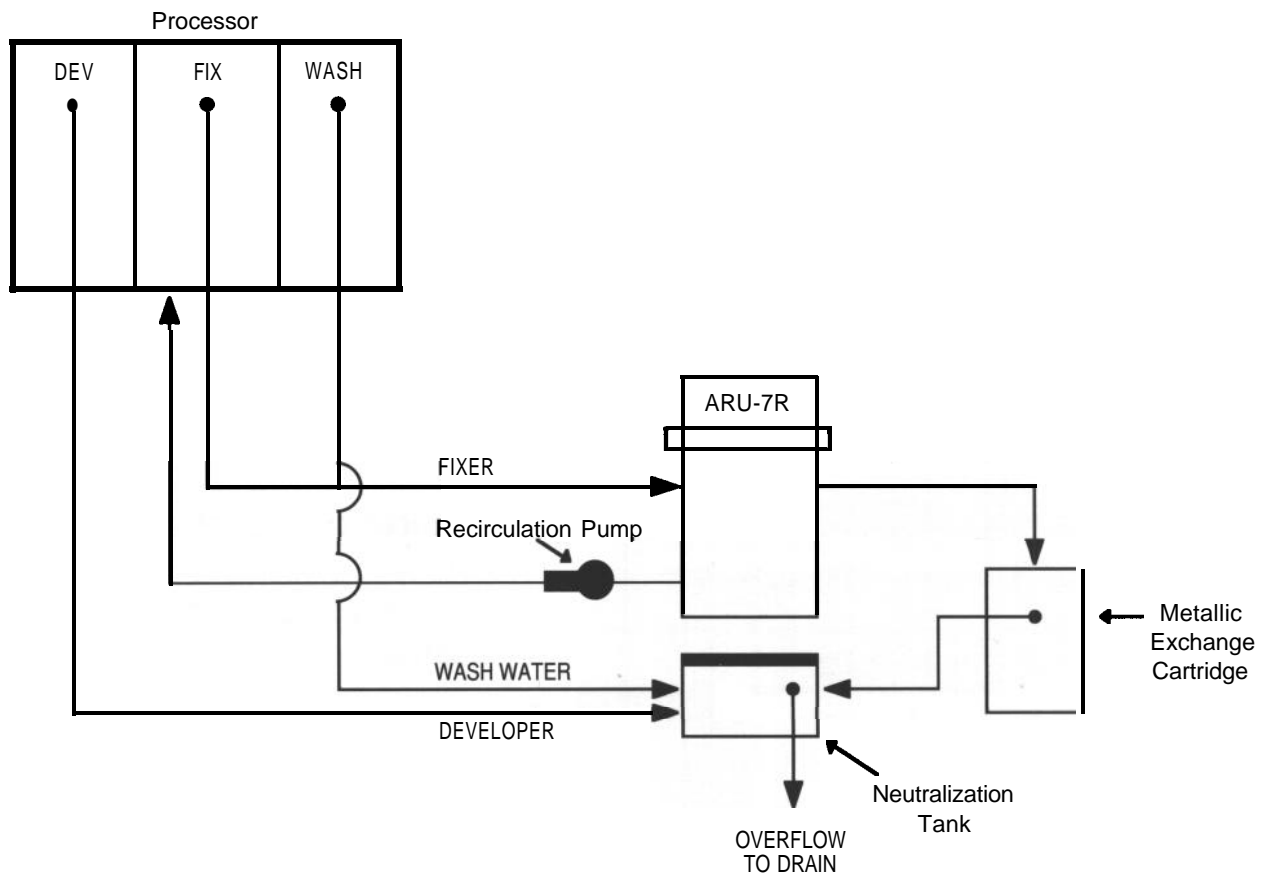 Processor
DEV
FIX
WASH
ARU-7R
FIXER
Recirculation Pump
Metallic
Exchange
Cartridge
WASH WATER
DEVELOPER
Neutralization
Tank
OVERFLOW
TO DRAIN